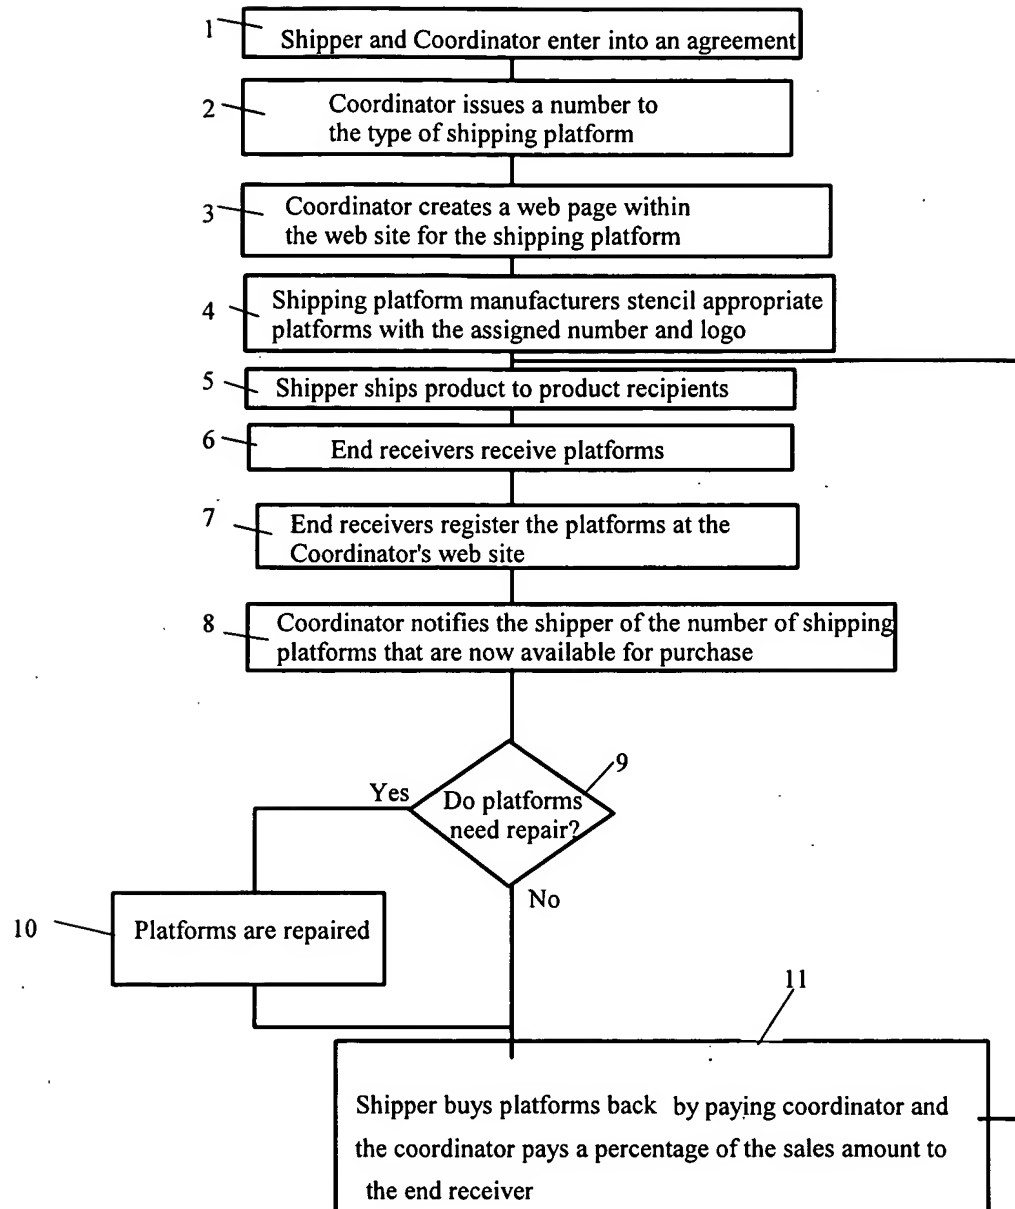 1
Shipper and Coordinator enter into an agreement
2
Coordinator issues a number to
the type of shipping platform
3
Coordinator creates a web page within
the web site for the shipping platform
4
Shipping platform manufacturers stencil appropriate
platforms with the assigned number and logo
5
Shipper ships product to product recipients
6
End receivers receive platforms
7
End receivers register the platforms at the
Coordinator's web site
8
Coordinator notifies the shipper of the number of shipping
platforms that are now available for purchase
9
Yes
Do platforms
need repair?
No
10
Platforms are repaired
11
Shipper buys platforms back by paying coordinator and
the coordinator pays a percentage of the sales amount to
the end receiver